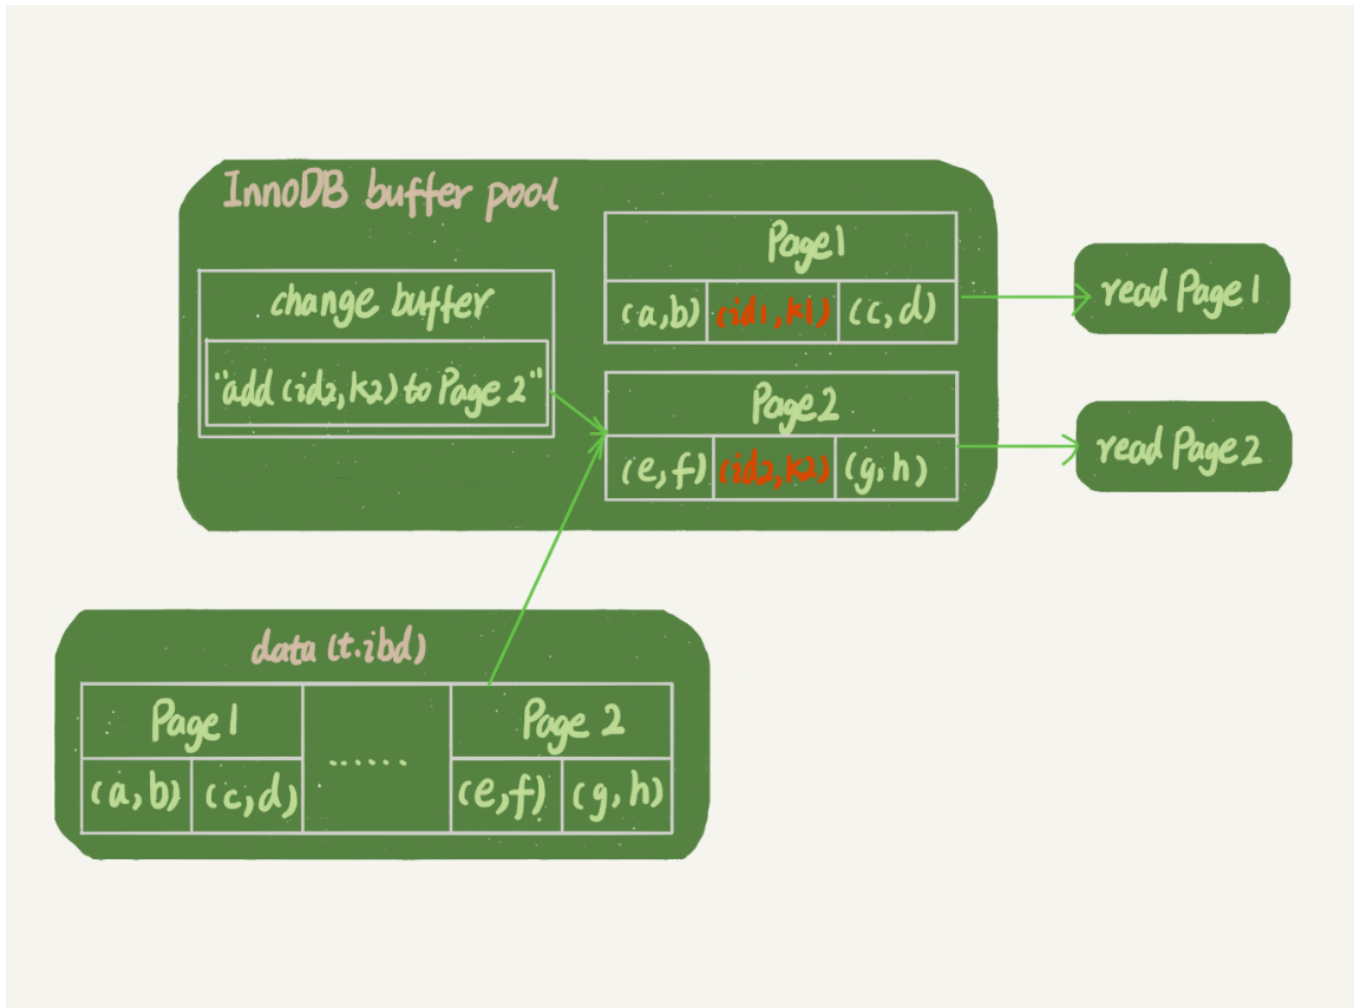 InnoDB buffer pool
change buffer
"add (id2,k2) to Page 2"
Page1
(a,b) (id1,k1) (c,d)
Page2
(e,f) (id2,k2) (g,h)
read Page1
read Page2
data (t.ibd)
Page1 ...... Page 2
(a,b) (c,d) (e,f) (g,h)